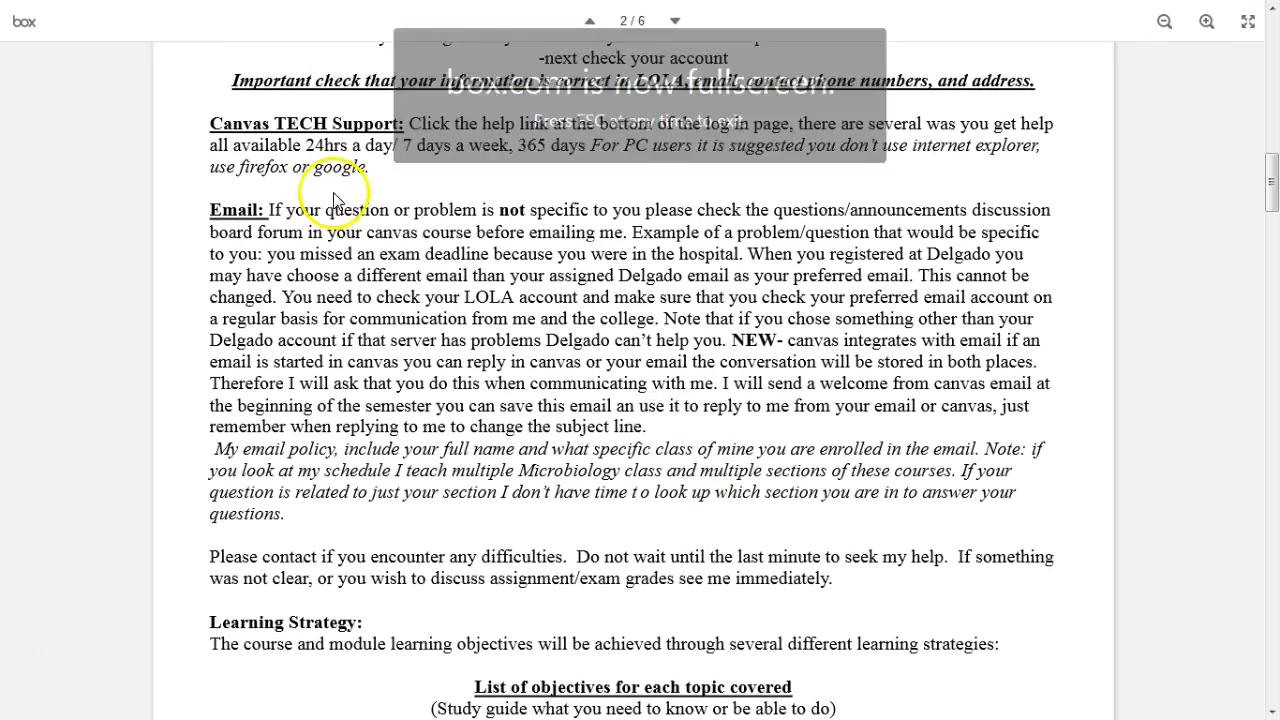 box
2 / 6
-next check your account
Important check that your information is correct in LOLA, email, contact phone numbers, and address.
box.com is now fullscreen.
Press ESC at any time to exit.
Canvas TECH Support: Click the help link at the bottom of the log in page, there are several was you get help
all available 24hrs a day/ 7 days a week, 365 days For PC users it is suggested you don't use internet explorer,
use firefox or google.
Email: If your question or problem is not specific to you please check the questions/announcements discussion
board forum in your canvas course before emailing me. Example of a problem/question that would be specific
to you: you missed an exam deadline because you were in the hospital. When you registered at Delgado you
may have choose a different email than your assigned Delgado email as your preferred email. This cannot be
changed. You need to check your LOLA account and make sure that you check your preferred email account on
a regular basis for communication from me and the college. Note that if you chose something other than your
Delgado account if that server has problems Delgado can't help you. NEW- canvas integrates with email if an
email is started in canvas you can reply in canvas or your email the conversation will be stored in both places.
Therefore I will ask that you do this when communicating with me. I will send a welcome from canvas email at
the beginning of the semester you can save this email an use it to reply to me from your email or canvas, just
remember when replying to me to change the subject line.
My email policy, include your full name and what specific class of mine you are enrolled in the email. Note: if
you look at my schedule I teach multiple Microbiology class and multiple sections of these courses. If your
question is related to just your section I don't have time t o look up which section you are in to answer your
questions.
Please contact if you encounter any difficulties.  Do not wait until the last minute to seek my help.  If something
was not clear, or you wish to discuss assignment/exam grades see me immediately.
Learning Strategy:
The course and module learning objectives will be achieved through several different learning strategies:
List of objectives for each topic covered
(Study guide what you need to know or be able to do)